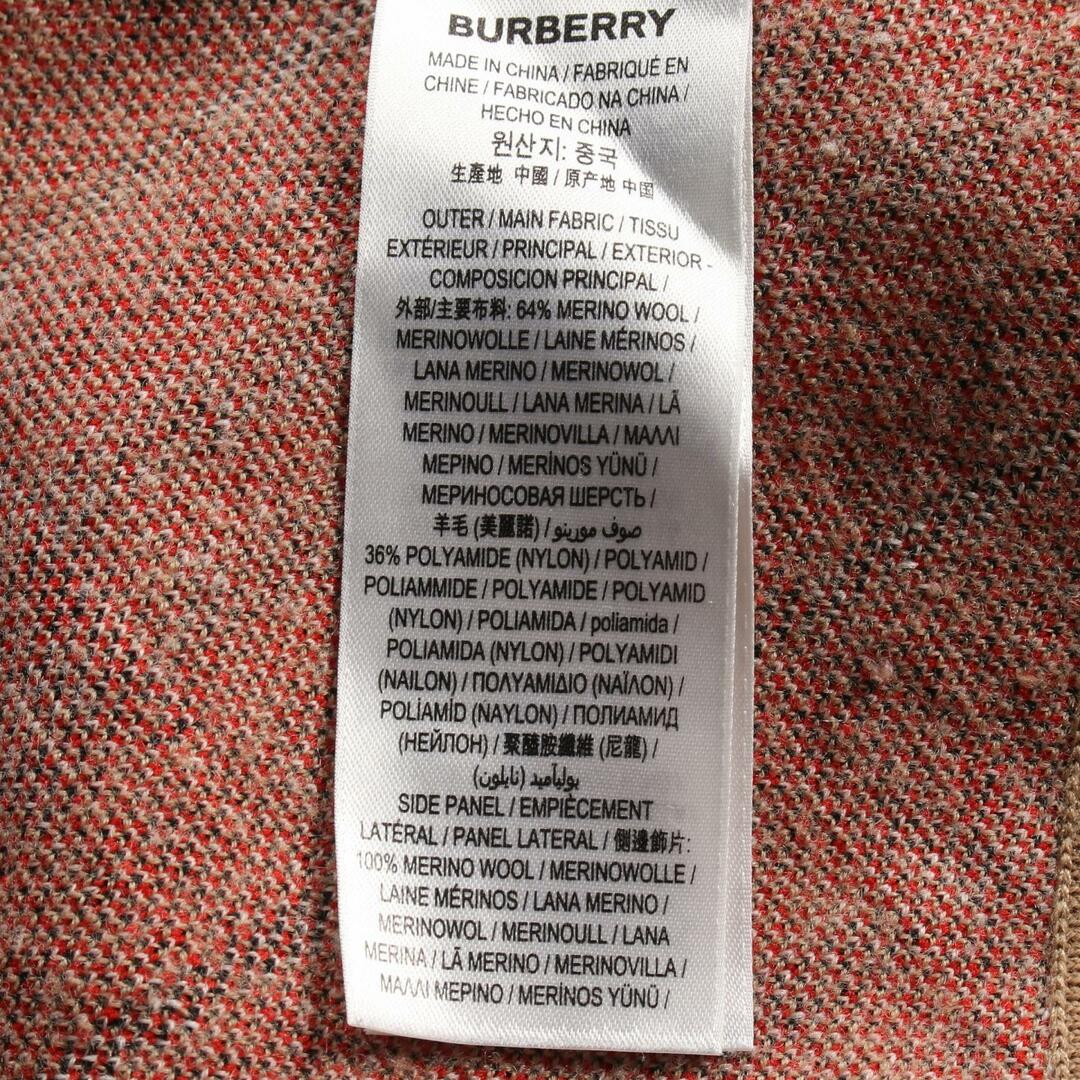 BURBERRY
MADE IN CHINA / FABRIQUÉ EN
CHINE / FABRICADO NA CHINA /
HECHO EN CHINA
원산지: 중국
生產地 中國 / 原产地 中国
OUTER / MAIN FABRIC / TISSU
EXTÉRIEUR / PRINCIPAL / EXTERIOR -
COMPOSICION PRINCIPAL /
外部/主要布料: 64% MERINO WOOL /
MERINOWOLLE / LAINE MÉRINOS /
LANA MERINO / MERINOWOL /
MERINOULL / LANA MERINA / LÃ
MERINO / MERINOVILLA / ΜΑΛΛΙ
ΜΕΡΙΝΟ / MERİNOS YÜNÜ /
МЕРИНОСОВАЯ ШЕРСТЬ /
羊毛 (美麗諾) / صوف مورينو
36% POLYAMIDE (NYLON) / POLYAMID /
POLIAMMIDE / POLYAMIDE / POLYAMID
(NYLON) / POLIAMIDA / poliamida /
POLIAMIDA (NYLON) / POLYAMIDI
(NAILON) / ΠΟΛΥΑΜΙΔΙΟ (ΝΑΪΛΟΝ) /
POLİAMİD (NAYLON) / ПОЛИАМИД
(НЕЙЛОН) / 聚醯胺纖維 (尼龍) /
بوليآميد (نايلون)
SIDE PANEL / EMPIÈCEMENT
LATÉRAL / PANEL LATERAL / 側邊飾片:
100% MERINO WOOL / MERINOWOLLE /
LAINE MÉRINOS / LANA MERINO /
MERINOWOL / MERINOULL / LANA
MERINA / LÃ MERINO / MERINOVILLA /
ΜΑΛΛΙ ΜΕΡΙΝΟ / MERİNOS YÜNÜ /